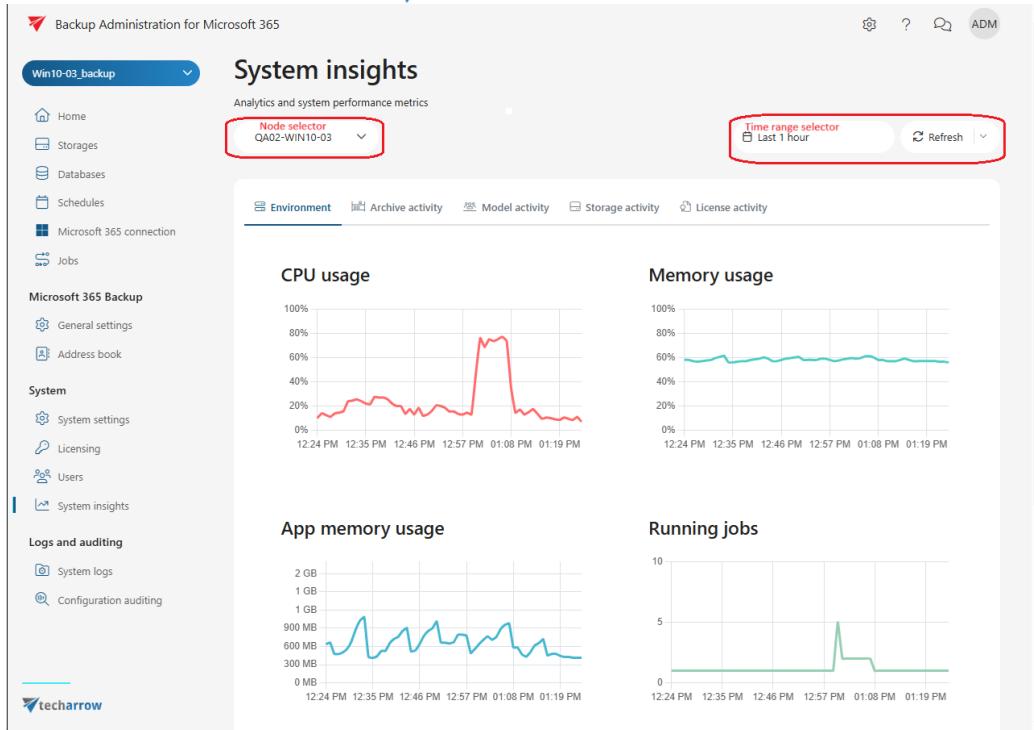 Backup Administration for Microsoft 365
ADM
Win10-03_backup
Home
Storages
Databases
Schedules
Microsoft 365 connection
Jobs
Microsoft 365 Backup
General settings
Address book
System
System settings
Licensing
Users
System insights
Logs and auditing
System logs
Configuration auditing
techarrow
System insights
Analytics and system performance metrics
Node selector
QA02-WIN10-03
Time range selector
Last 1 hour
Refresh
Environment
Archive activity
Model activity
Storage activity
License activity
CPU usage
100%
80%
60%
40%
20%
0%
12:24 PM 12:35 PM 12:46 PM 12:57 PM 01:08 PM 01:19 PM
Memory usage
100%
80%
60%
40%
20%
0%
12:24 PM 12:35 PM 12:46 PM 12:57 PM 01:08 PM 01:19 PM
App memory usage
2 GB
1 GB
1 GB
900 MB
600 MB
300 MB
0 MB
12:24 PM 12:35 PM 12:46 PM 12:57 PM 01:08 PM 01:19 PM
Running jobs
10
5
0
12:24 PM 12:35 PM 12:46 PM 12:57 PM 01:08 PM 01:19 PM